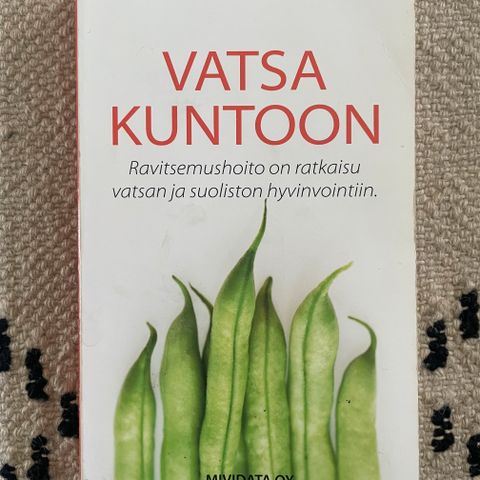 VATSA
KUNTOON
Ravitsemushoito on ratkaisu
vatsan ja suoliston hyvinvointiin.
MIVIDATA OY